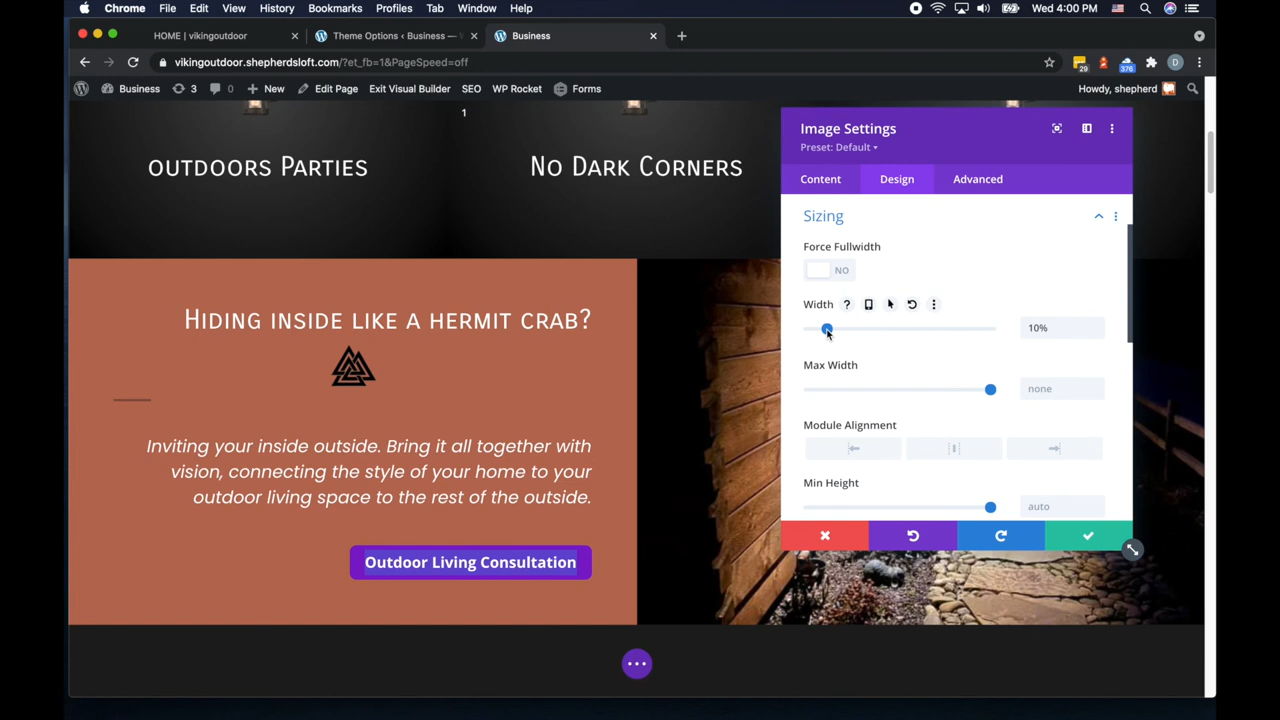 Chrome File Edit View History Bookmarks Profiles Tab Window Help Wed 4:00 PM
HOME | vikingoutdoor Theme Options ‹ Business — Business
vikingoutdoor.shepherdsloft.com/?et_fb=1&PageSpeed=off 29 376 D
Business 3 0 New Edit Page Exit Visual Builder SEO WP Rocket Forms Howdy, shepherd
1
outdoors Parties
No Dark Corners
Hiding inside like a hermit crab?
Inviting your inside outside. Bring it all together with
vision, connecting the style of your home to your
outdoor living space to the rest of the outside.
Outdoor Living Consultation
Image Settings
Preset: Default
Content Design Advanced
Sizing
Force Fullwidth
NO
Width ?
10%
Max Width
none
Module Alignment
Min Height
auto